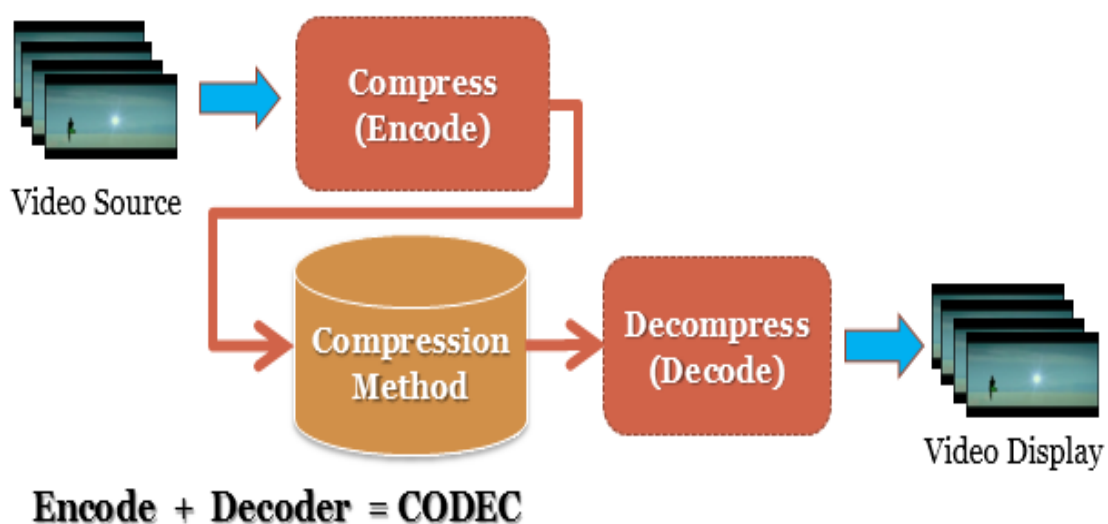 Compress
(Encode)
Video Source
Compression
Method
Decompress
(Decode)
Video Display
Encode + Decoder = CODEC